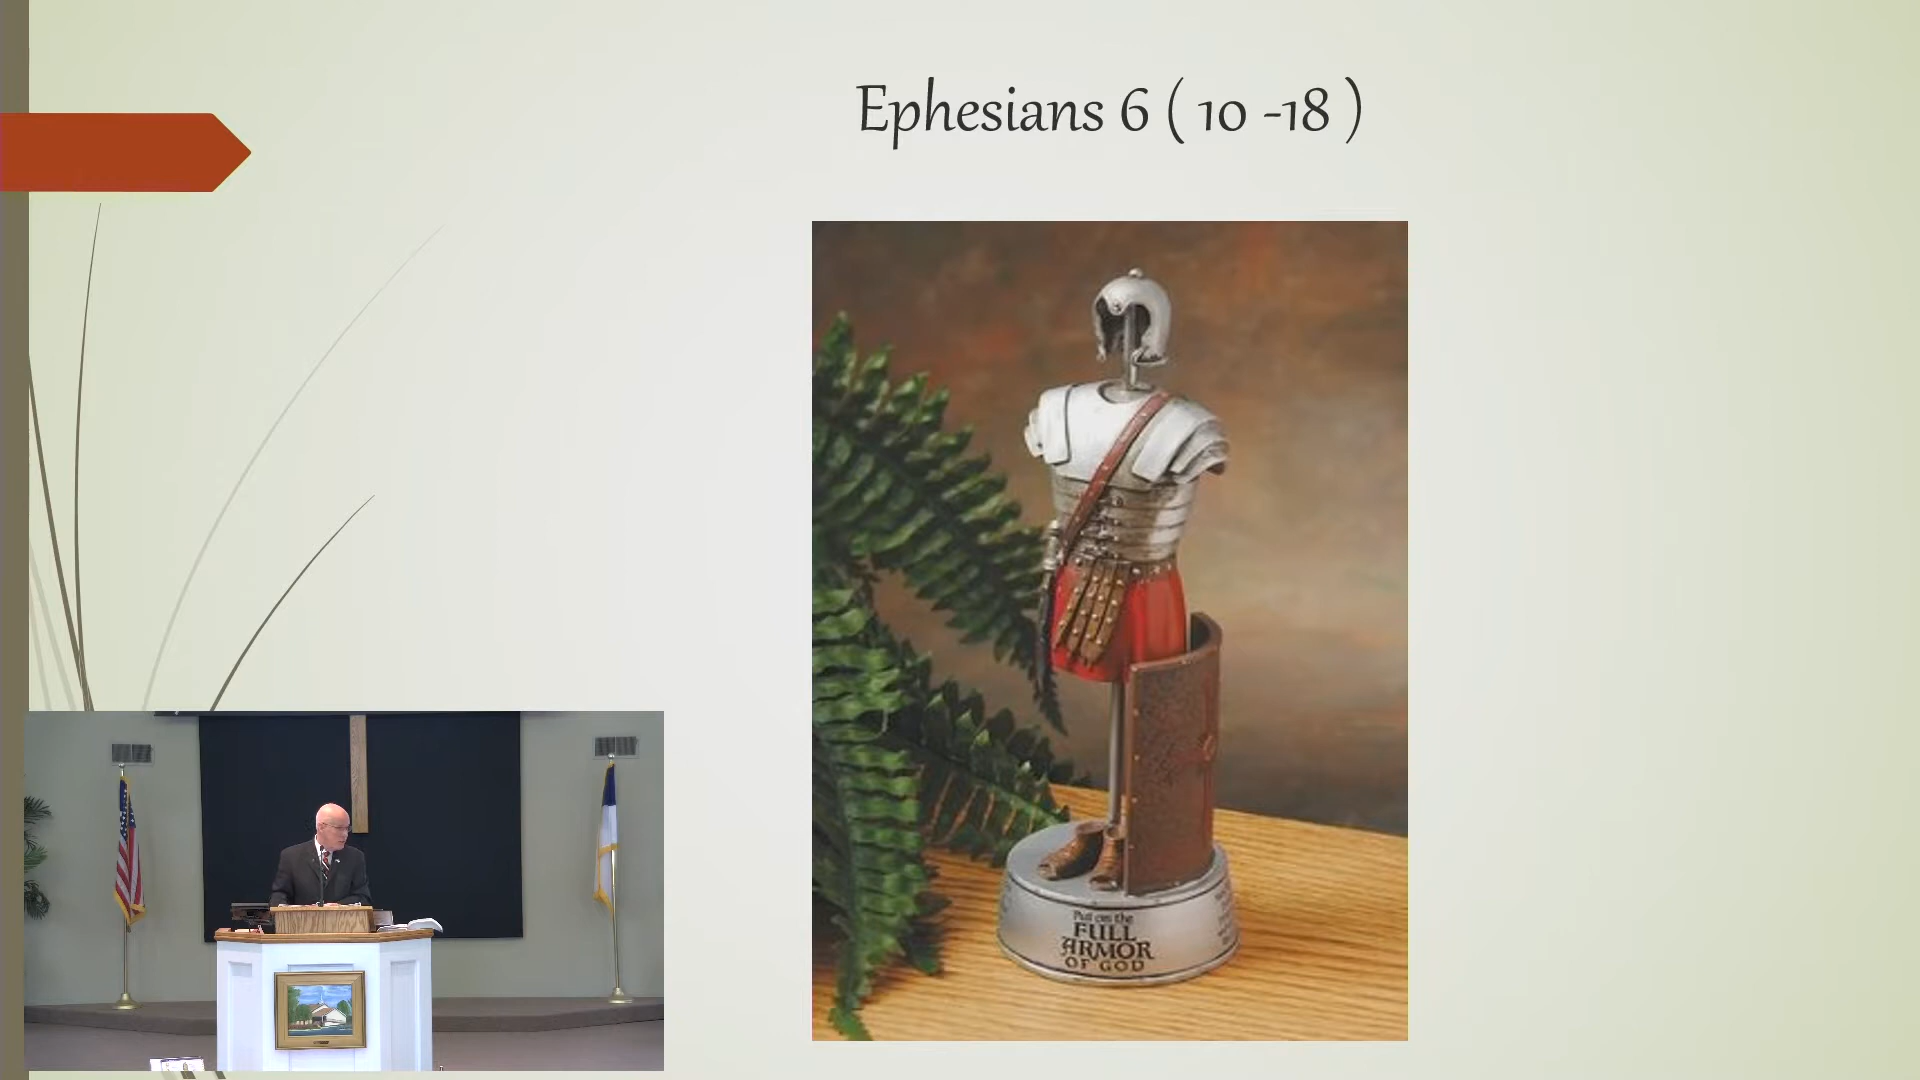 Ephesians 6 ( 10 -18 )
Put on the
FULL
ARMOR
OF GOD